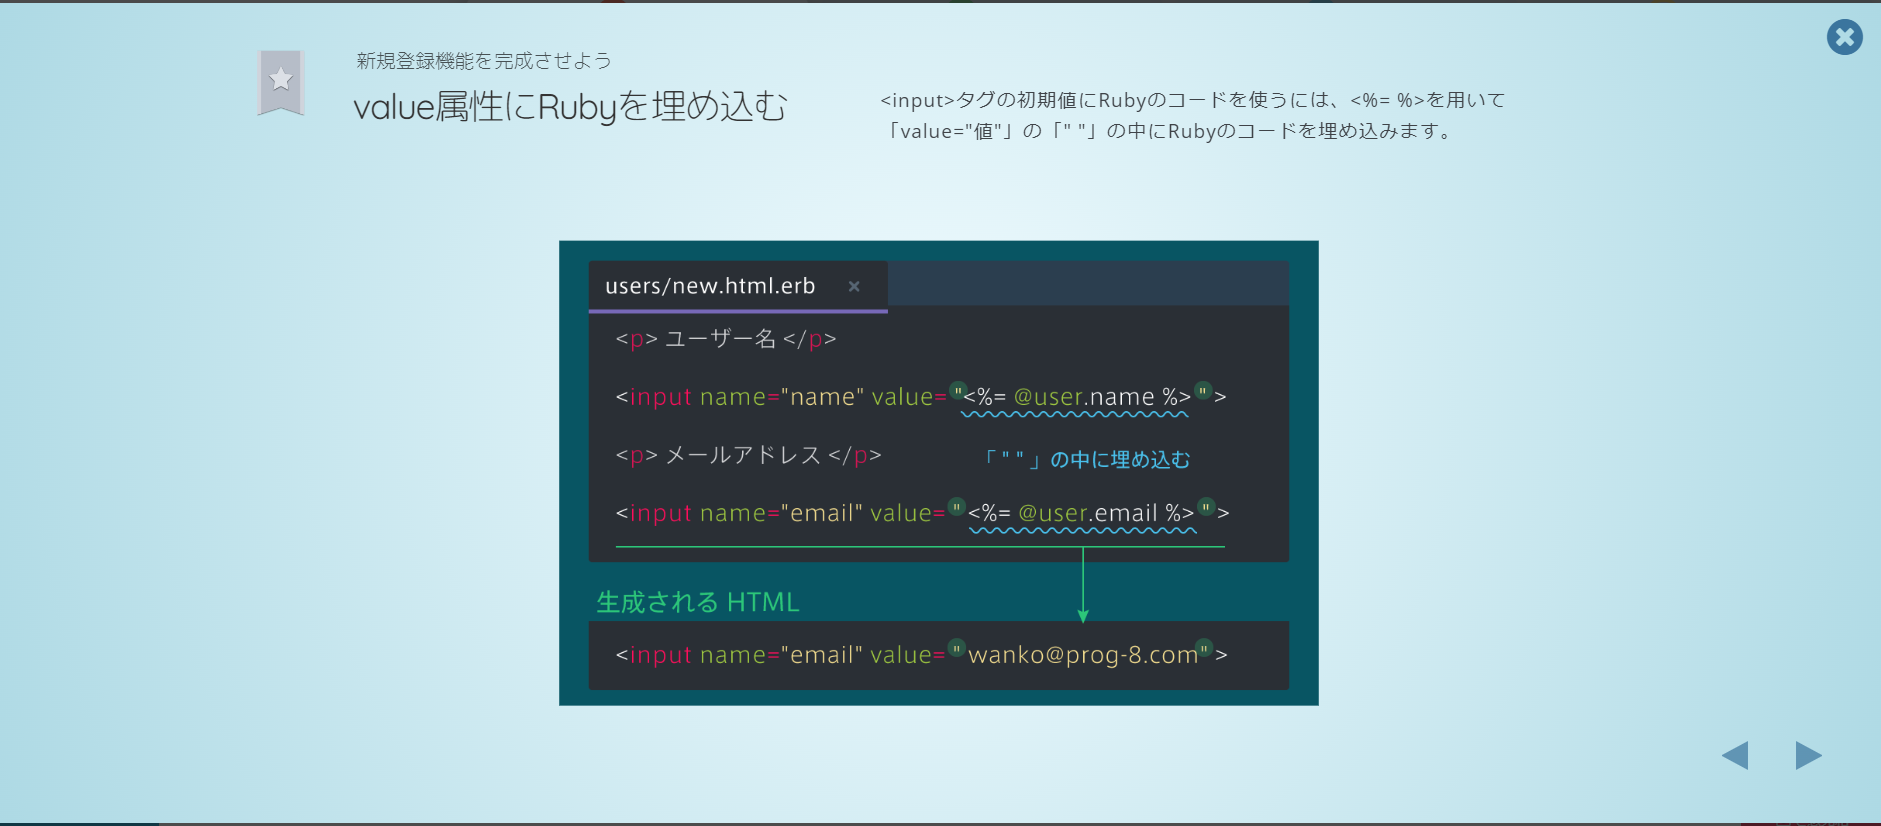 新規登録機能を完成させよう
value属性にRubyを埋め込む
<input>タグの初期値にRubyのコードを使うには、<%= %>を用いて
「value="値"」の「" "」の中にRubyのコードを埋め込みます。
users/new.html.erb ×
<p> ユーザー名 </p>
<input name="name" value="<%= @user.name %>">
<p> メールアドレス </p>
「 " " 」の中に埋め込む
<input name="email" value="<%= @user.email %>">
生成される HTML
<input name="email" value="wanko@prog-8.com">